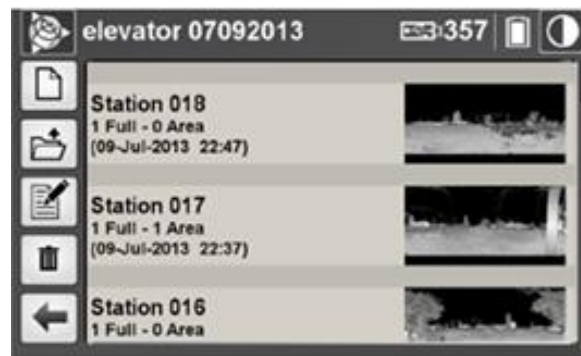 elevator 07092013
357
Station 018
1 Full - 0 Area
(09-Jul-2013 22:47)
Station 017
1 Full - 1 Area
(09-Jul-2013 22:37)
Station 016
1 Full - 0 Area